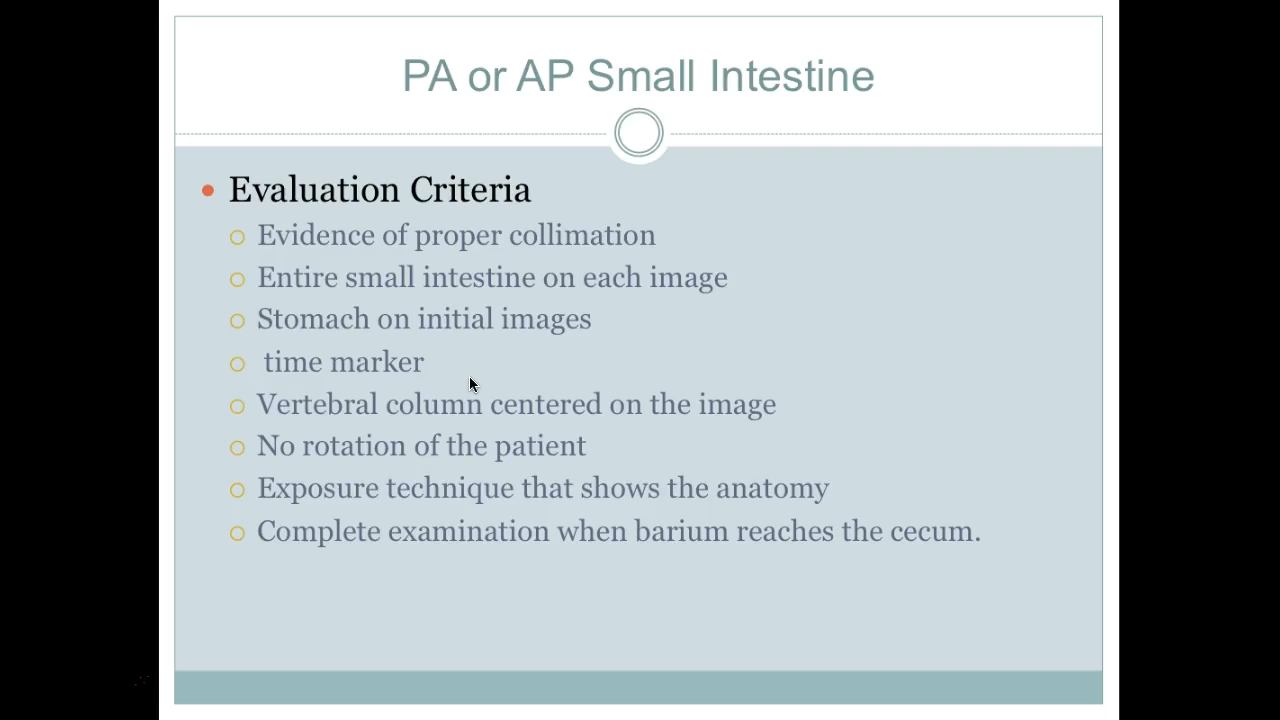 PA or AP Small Intestine
Evaluation Criteria
Evidence of proper collimation
Entire small intestine on each image
Stomach on initial images
time marker
Vertebral column centered on the image
No rotation of the patient
Exposure technique that shows the anatomy
Complete examination when barium reaches the cecum.